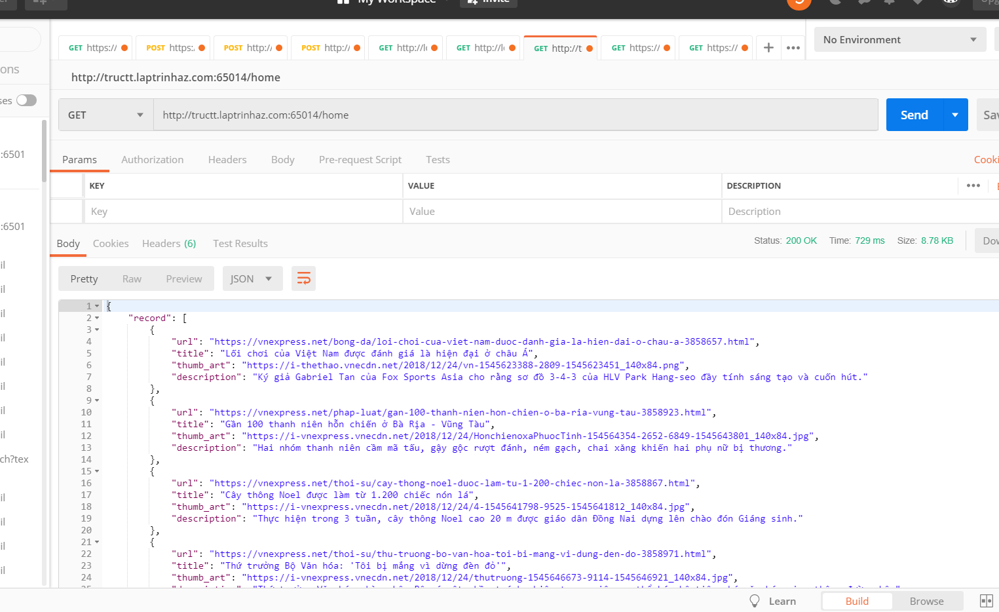 My Workspace
Invite
GET https://
POST https:/
POST http:/
POST http:/
GET http://l
GET http://l
GET http://t
GET https://
GET https://
No Environment
ons
http://tructt.laptrinhaz.com:65014/home
ses
GET
http://tructt.laptrinhaz.com:65014/home
Send
Sav
:6501
Params
Authorization
Headers
Body
Pre-request Script
Tests
Cooki
KEY
VALUE
DESCRIPTION
Key
Value
Description
:6501
Body
Cookies
Headers (6)
Test Results
Status: 200 OK
Time: 729 ms
Size: 8.78 KB
Dow
il
Pretty
Raw
Preview
JSON
il
1 {
2 "record": [
il
3 {
4 "url": "https://vnexpress.net/bong-da/loi-choi-cua-viet-nam-duoc-danh-gia-la-hien-dai-o-chau-a-3858657.html",
il
5 "title": "Lối chơi của Việt Nam được đánh giá là hiện đại ở châu Á",
6 "thumb_art": "https://i-thethao.vnecdn.net/2018/12/24/vn-1545623388-2809-1545623451_140x84.png",
il
7 "description": "Ký giả Gabriel Tan của Fox Sports Asia cho rằng sơ đồ 3-4-3 của HLV Park Hang-seo đầy tính sáng tạo và cuốn hút."
8 },
il
9 {
10 "url": "https://vnexpress.net/phap-luat/gan-100-thanh-nien-hon-chien-o-ba-ria-vung-tau-3858923.html",
il
11 "title": "Gần 100 thanh niên hỗn chiến ở Bà Rịa - Vũng Tàu",
12 "thumb_art": "https://i-vnexpress.vnecdn.net/2018/12/24/HonchienoxaPhuocTinh-154564354-2652-6849-1545643801_140x84.jpg",
il
13 "description": "Hai nhóm thanh niên cầm mã tấu, gậy gộc rượt đánh, ném gạch, chai xăng khiến hai phụ nữ bị thương."
14 },
ch?tex
15 {
16 "url": "https://vnexpress.net/thoi-su/cay-thong-noel-duoc-lam-tu-1-200-chiec-non-la-3858867.html",
17 "title": "Cây thông Noel được làm từ 1.200 chiếc nón lá",
il
18 "thumb_art": "https://i-vnexpress.vnecdn.net/2018/12/24/4-1545641798-9525-1545641812_140x84.jpg",
19 "description": "Thực hiện trong 3 tuần, cây thông Noel cao 20 m được giáo dân Đồng Nai dựng lên chào đón Giáng sinh."
il
20 },
21 {
il
22 "url": "https://vnexpress.net/thoi-su/thu-truong-bo-van-hoa-toi-bi-mang-vi-dung-den-do-3858971.html",
23 "title": "Thứ trưởng Bộ Văn hóa: 'Tôi bị mắng vì dừng đèn đỏ'",
il
24 "thumb_art": "https://i-vnexpress.vnecdn.net/2018/12/24/thutruong-1545646673-9114-1545646921_140x84.jpg",
Learn
Build
Browse